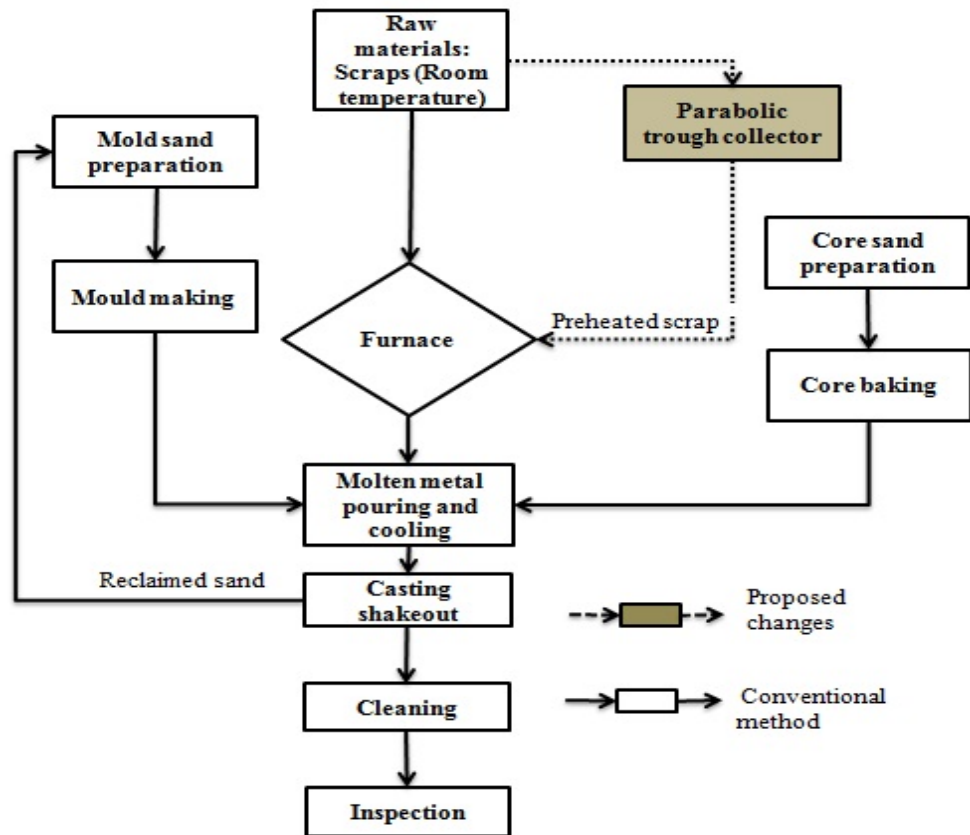 Raw
materials:
Scraps (Room
temperature)
Parabolic
trough collector
Mold sand
preparation
Core sand
preparation
Mould making
Furnace
Preheated scrap
Core baking
Molten metal
pouring and
cooling
Reclaimed sand
Casting
shakeout
Proposed
changes
Cleaning
Conventional
method
Inspection